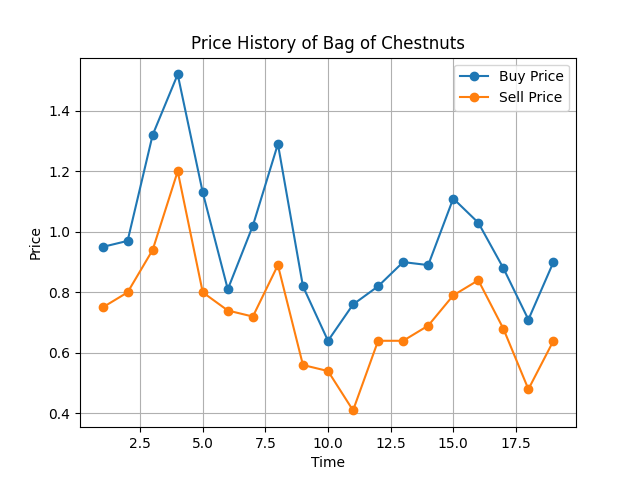 Price History of Bag of Chestnuts
Buy Price
Sell Price
1.4
1.2
1.0
0.8
0.6
0.4
Price
2.5 5.0 7.5 10.0 12.5 15.0 17.5
Time